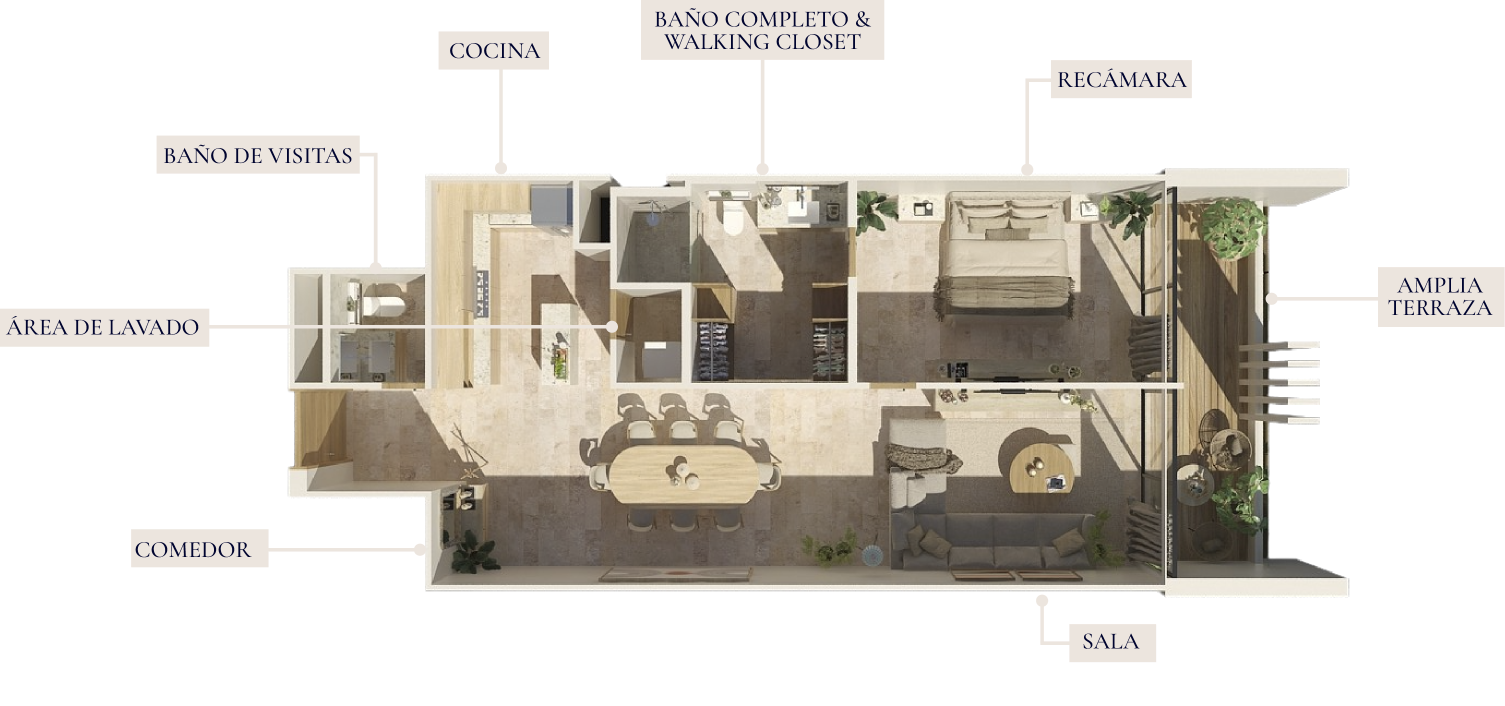 BAÑO COMPLETO &
WALKING CLOSET
COCINA
RECÁMARA
BAÑO DE VISITAS
AMPLIA
TERRAZA
ÁREA DE LAVADO
COMEDOR
SALA